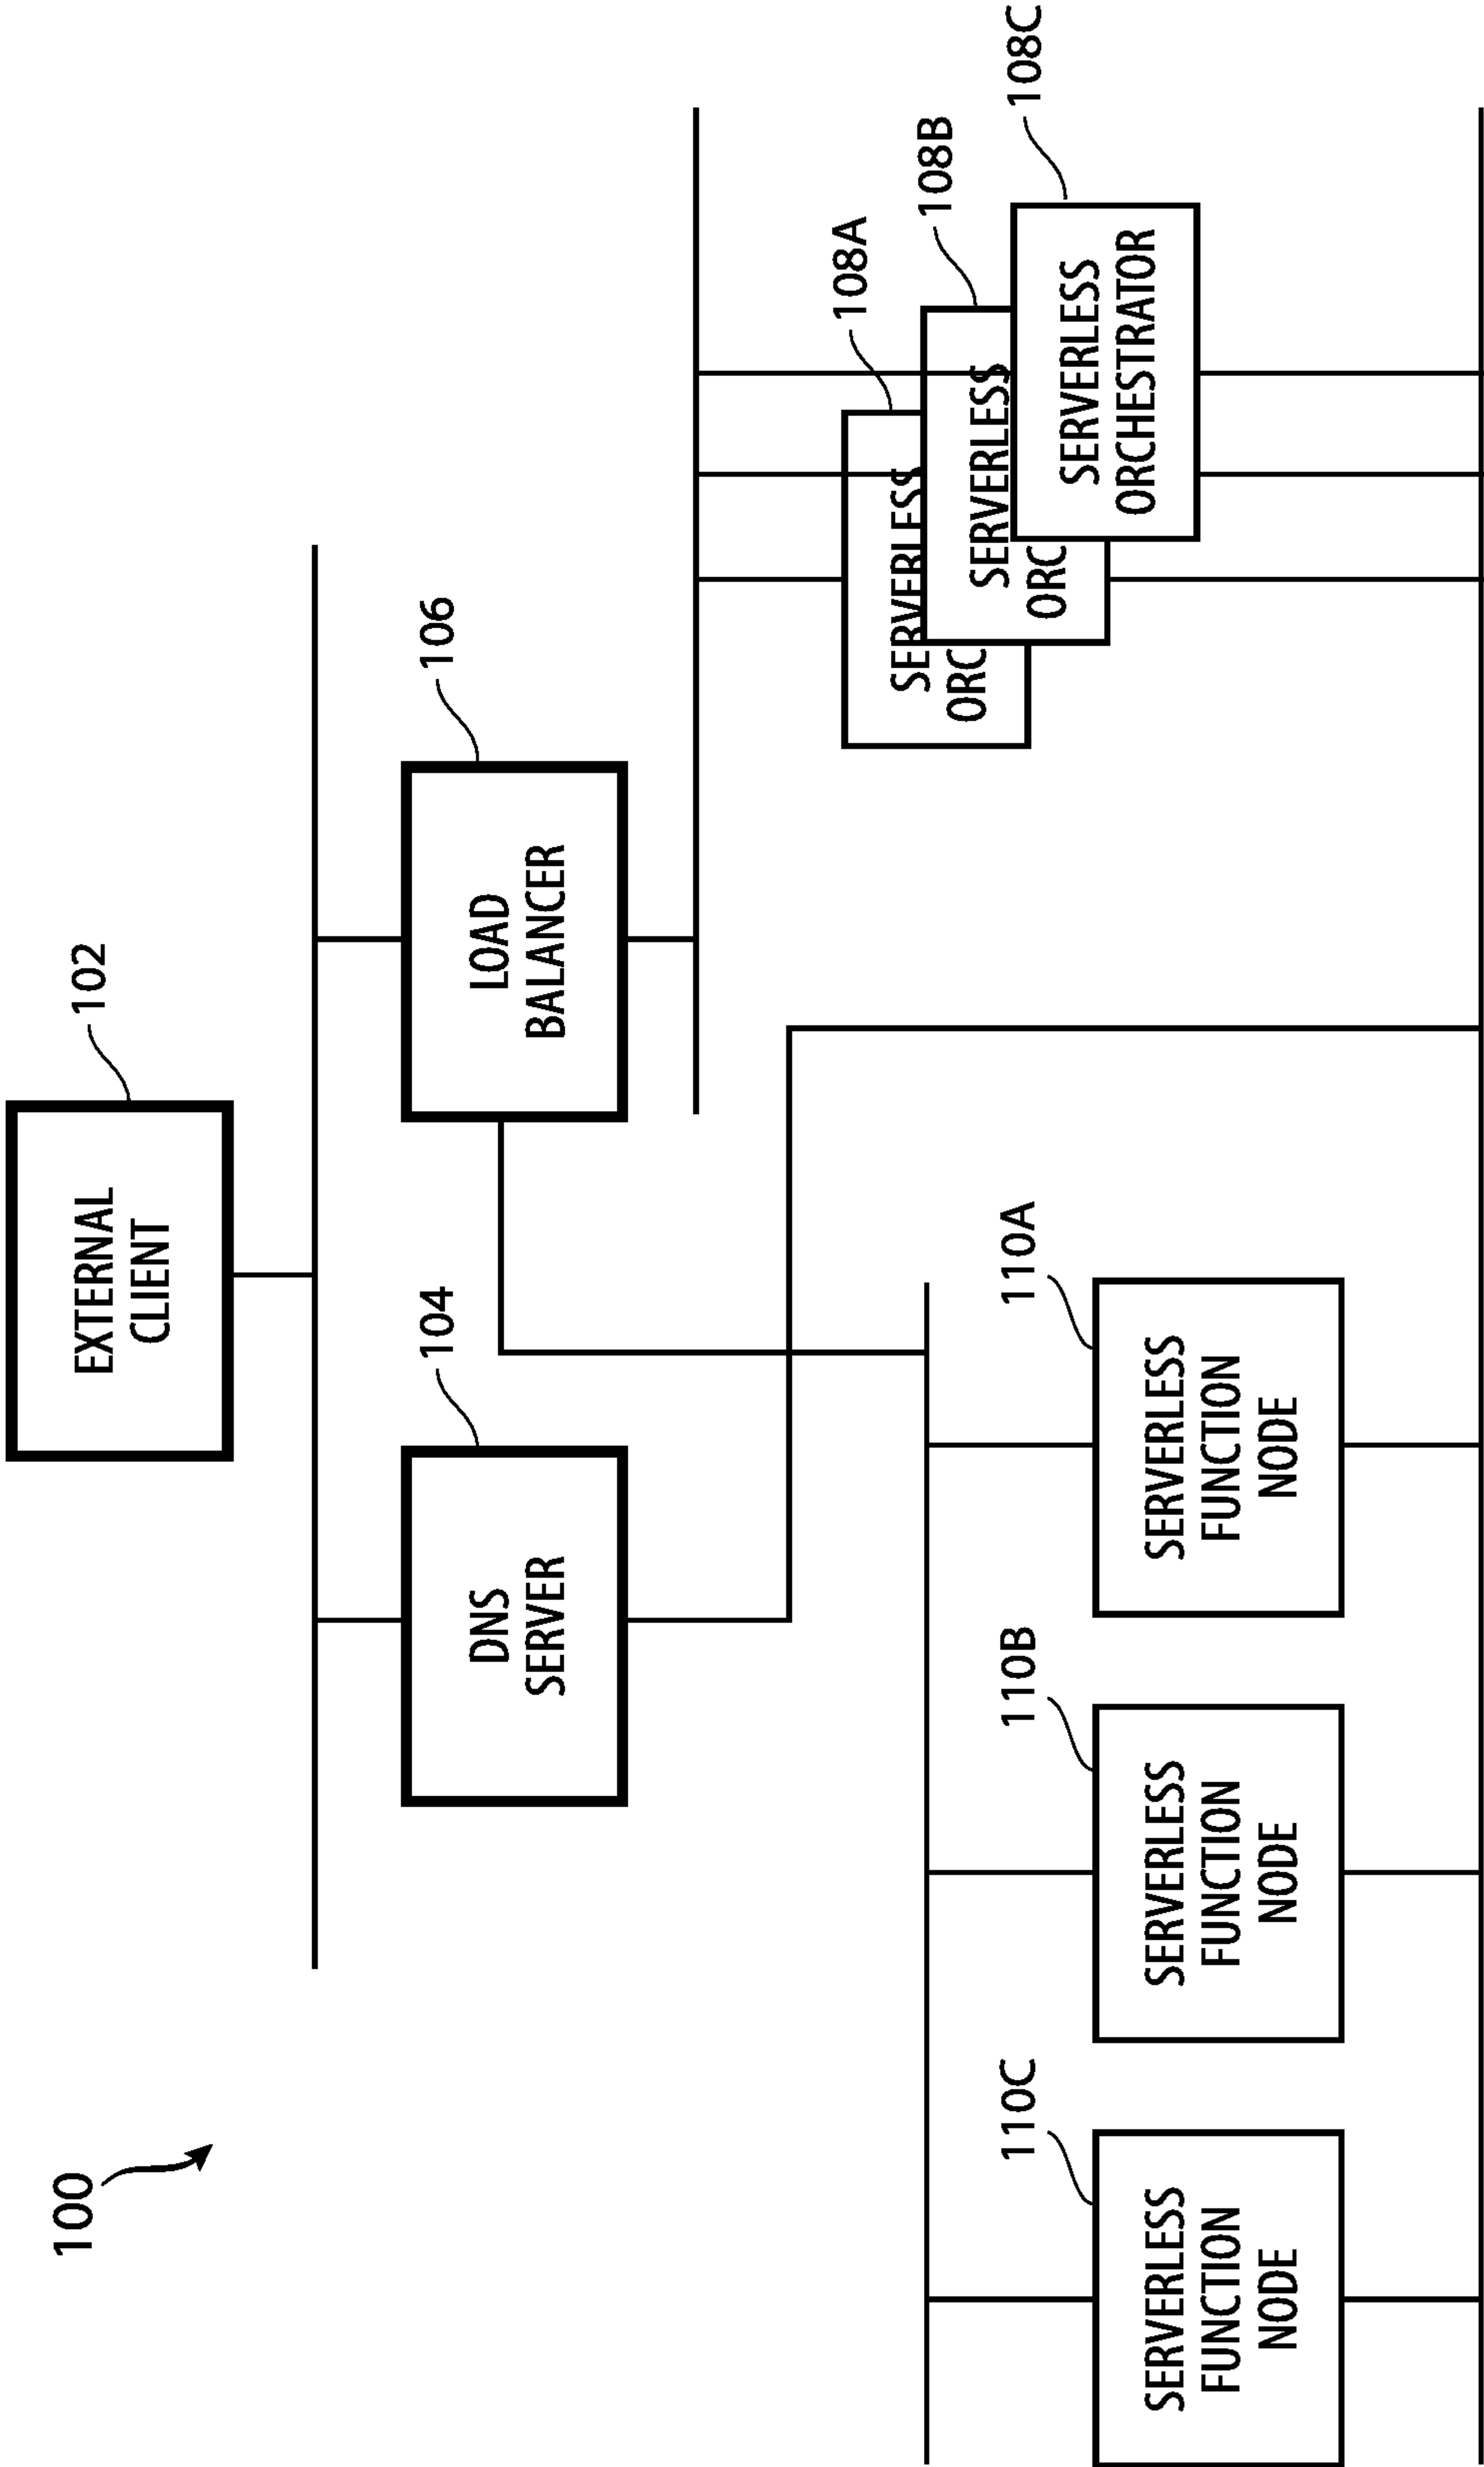 100
102
EXTERNAL
CLIENT
104
DNS
SERVER
106
LOAD
BALANCER
108A
SERVERLESS
ORC
108B
SERVERLESS
ORC
108C
SERVERLESS
ORCHESTRATOR
110C
SERVERLESS
FUNCTION
NODE
110B
SERVERLESS
FUNCTION
NODE
110A
SERVERLESS
FUNCTION
NODE